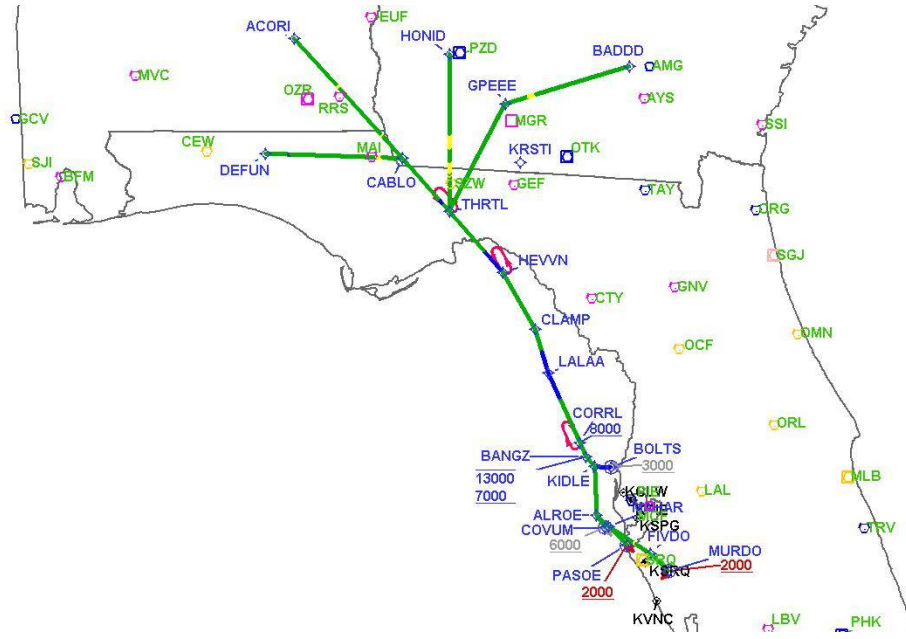 EUF
ACORI
HONID
PZD
BADDD
AMG
MVC
GPEEE
OZR
RRS
AYS
GCV
MGR
SSI
CEW
MAI
KRSTI
OTK
SJI
DEFUN
CABLO
BFM
SZW
GEF
TAY
THRTL
CRG
SGJ
HEVVN
GNV
CTY
CLAMP
OMN
OCF
LALAA
CORRL
8000
ORL
BANGZ
BOLTS
13000
3000
7000
KIDLE
MLB
LAL
ALROE
KSPG
TRV
COVUM
6000
FIVDO
MURDO
PASOE
SRQ
KSRQ
2000
2000
KVNC
LBV
PHK